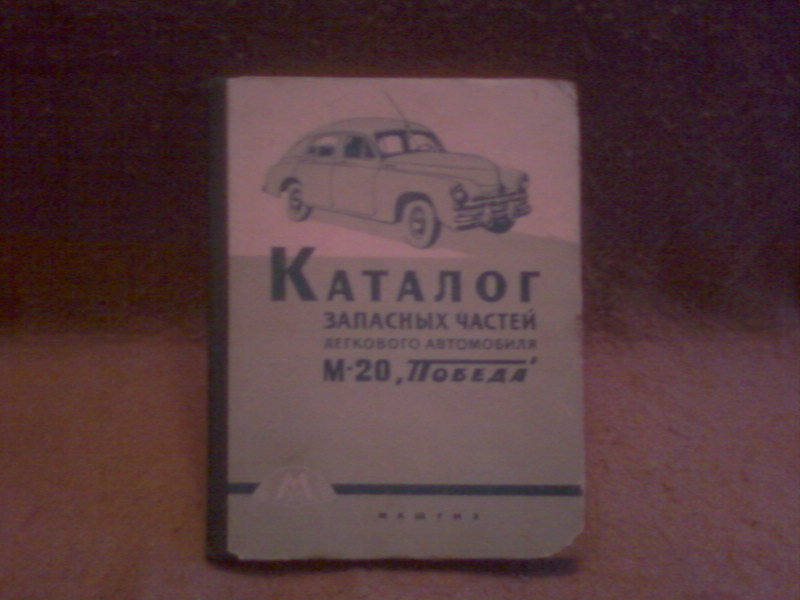 КАТАЛОГ
ЗАПАСНЫХ ЧАСТЕЙ
ЛЕГКОВОГО АВТОМОБИЛЯ
М-20 „ПОБЕДА"
М
МАШГИЗ